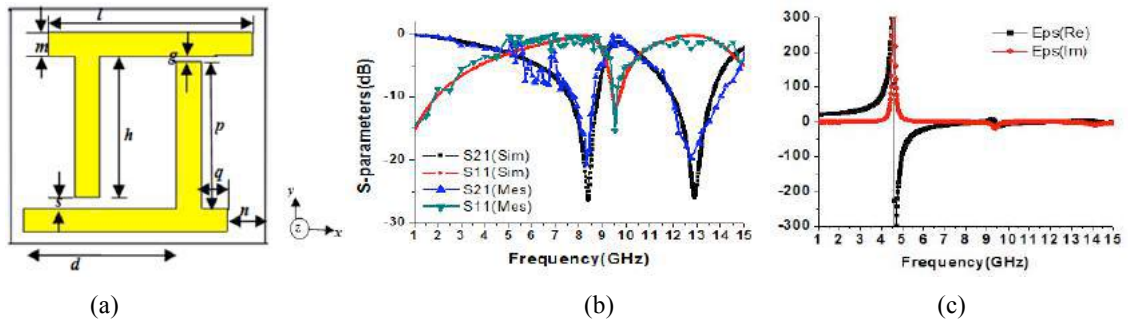 l
m
g
h
p
q
s
n
d
y
z
x
(a)
S-parameters(dB)
0
-10
-20
-30
S21(Sim)
S11(Sim)
S21(Mes)
S11(Mes)
1 2 3 4 5 6 7 8 9 10 11 12 13 14 15
Frequency(GHz)
(b)
300
200
100
0
-100
-200
-300
Eps(Re)
Eps(Im)
1 2 3 4 5 6 7 8 9 10 11 12 13 14 15
Frequency(GHz)
(c)